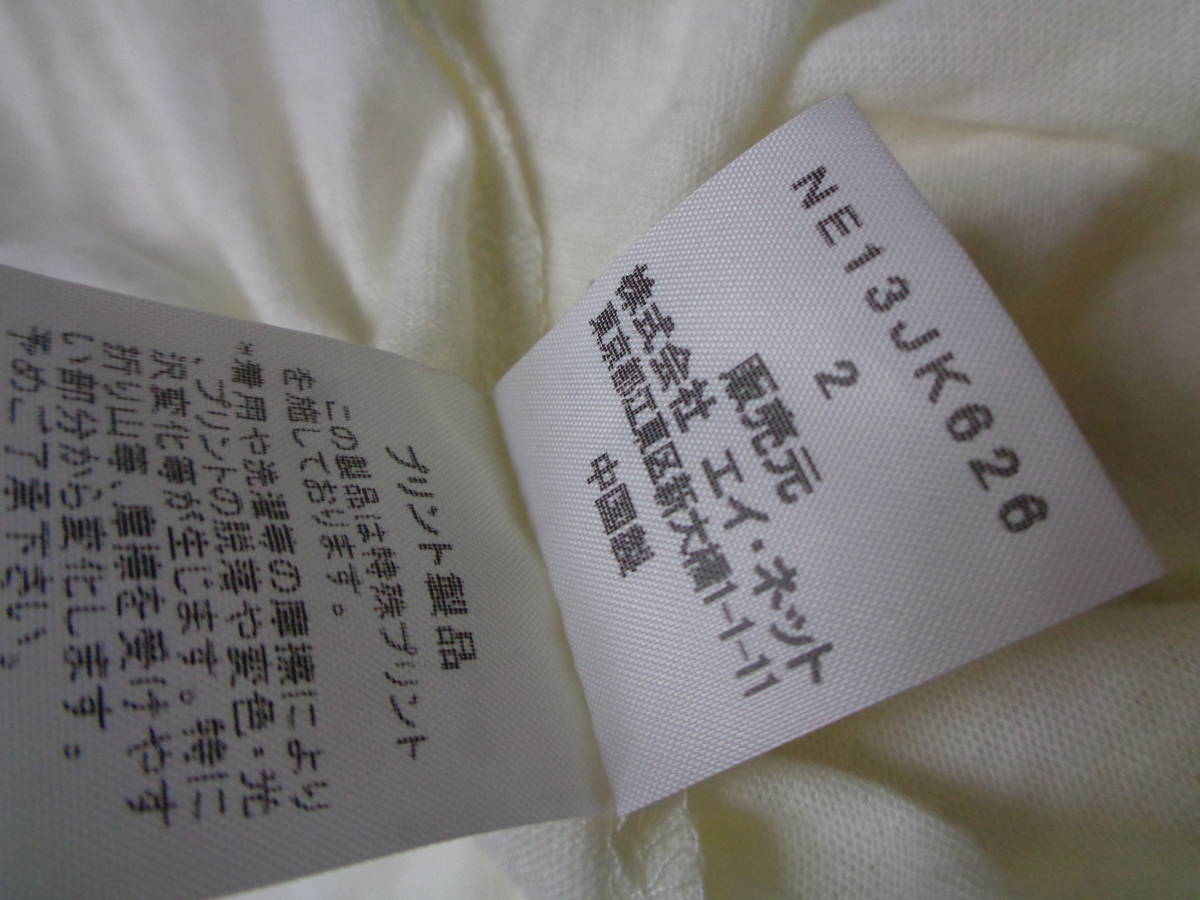 NE13JK626
2
販売元
株式会社 エイ・ネット
東京都江東区新大橋1-1-11
中国製
プリント製品
この製品は特殊プリント
を施しております。
*着用や洗濯等の摩擦により
、プリントの脱落や変色・光
沢変化等が生じます。特に
折り山等、摩擦を受けやす
い部分から変化します。
予めご了承下さい。